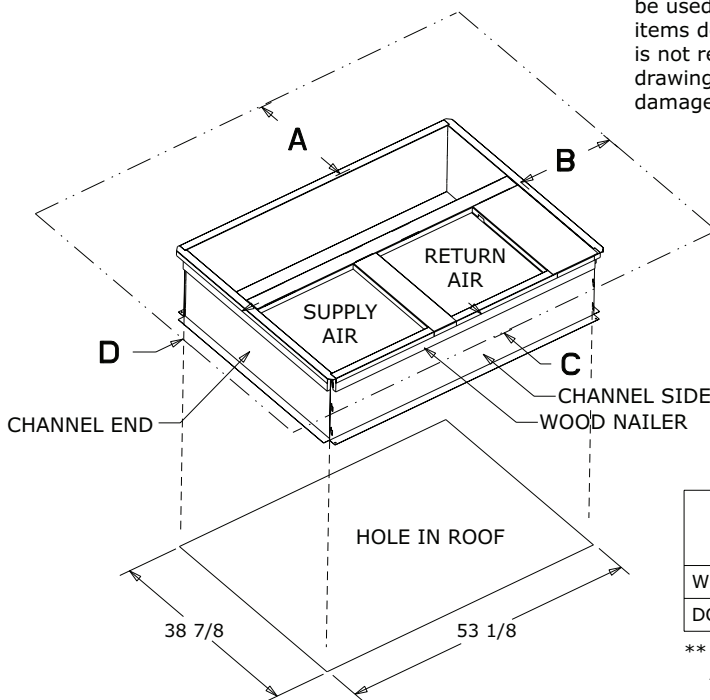 be used
items d
is not re
drawing
damage
A
B
RETURN
AIR
SUPPLY
AIR
D
C
CHANNEL SIDE
CHANNEL END
WOOD NAILER
HOLE IN ROOF
W
DO
38 7/8
53 1/8
**